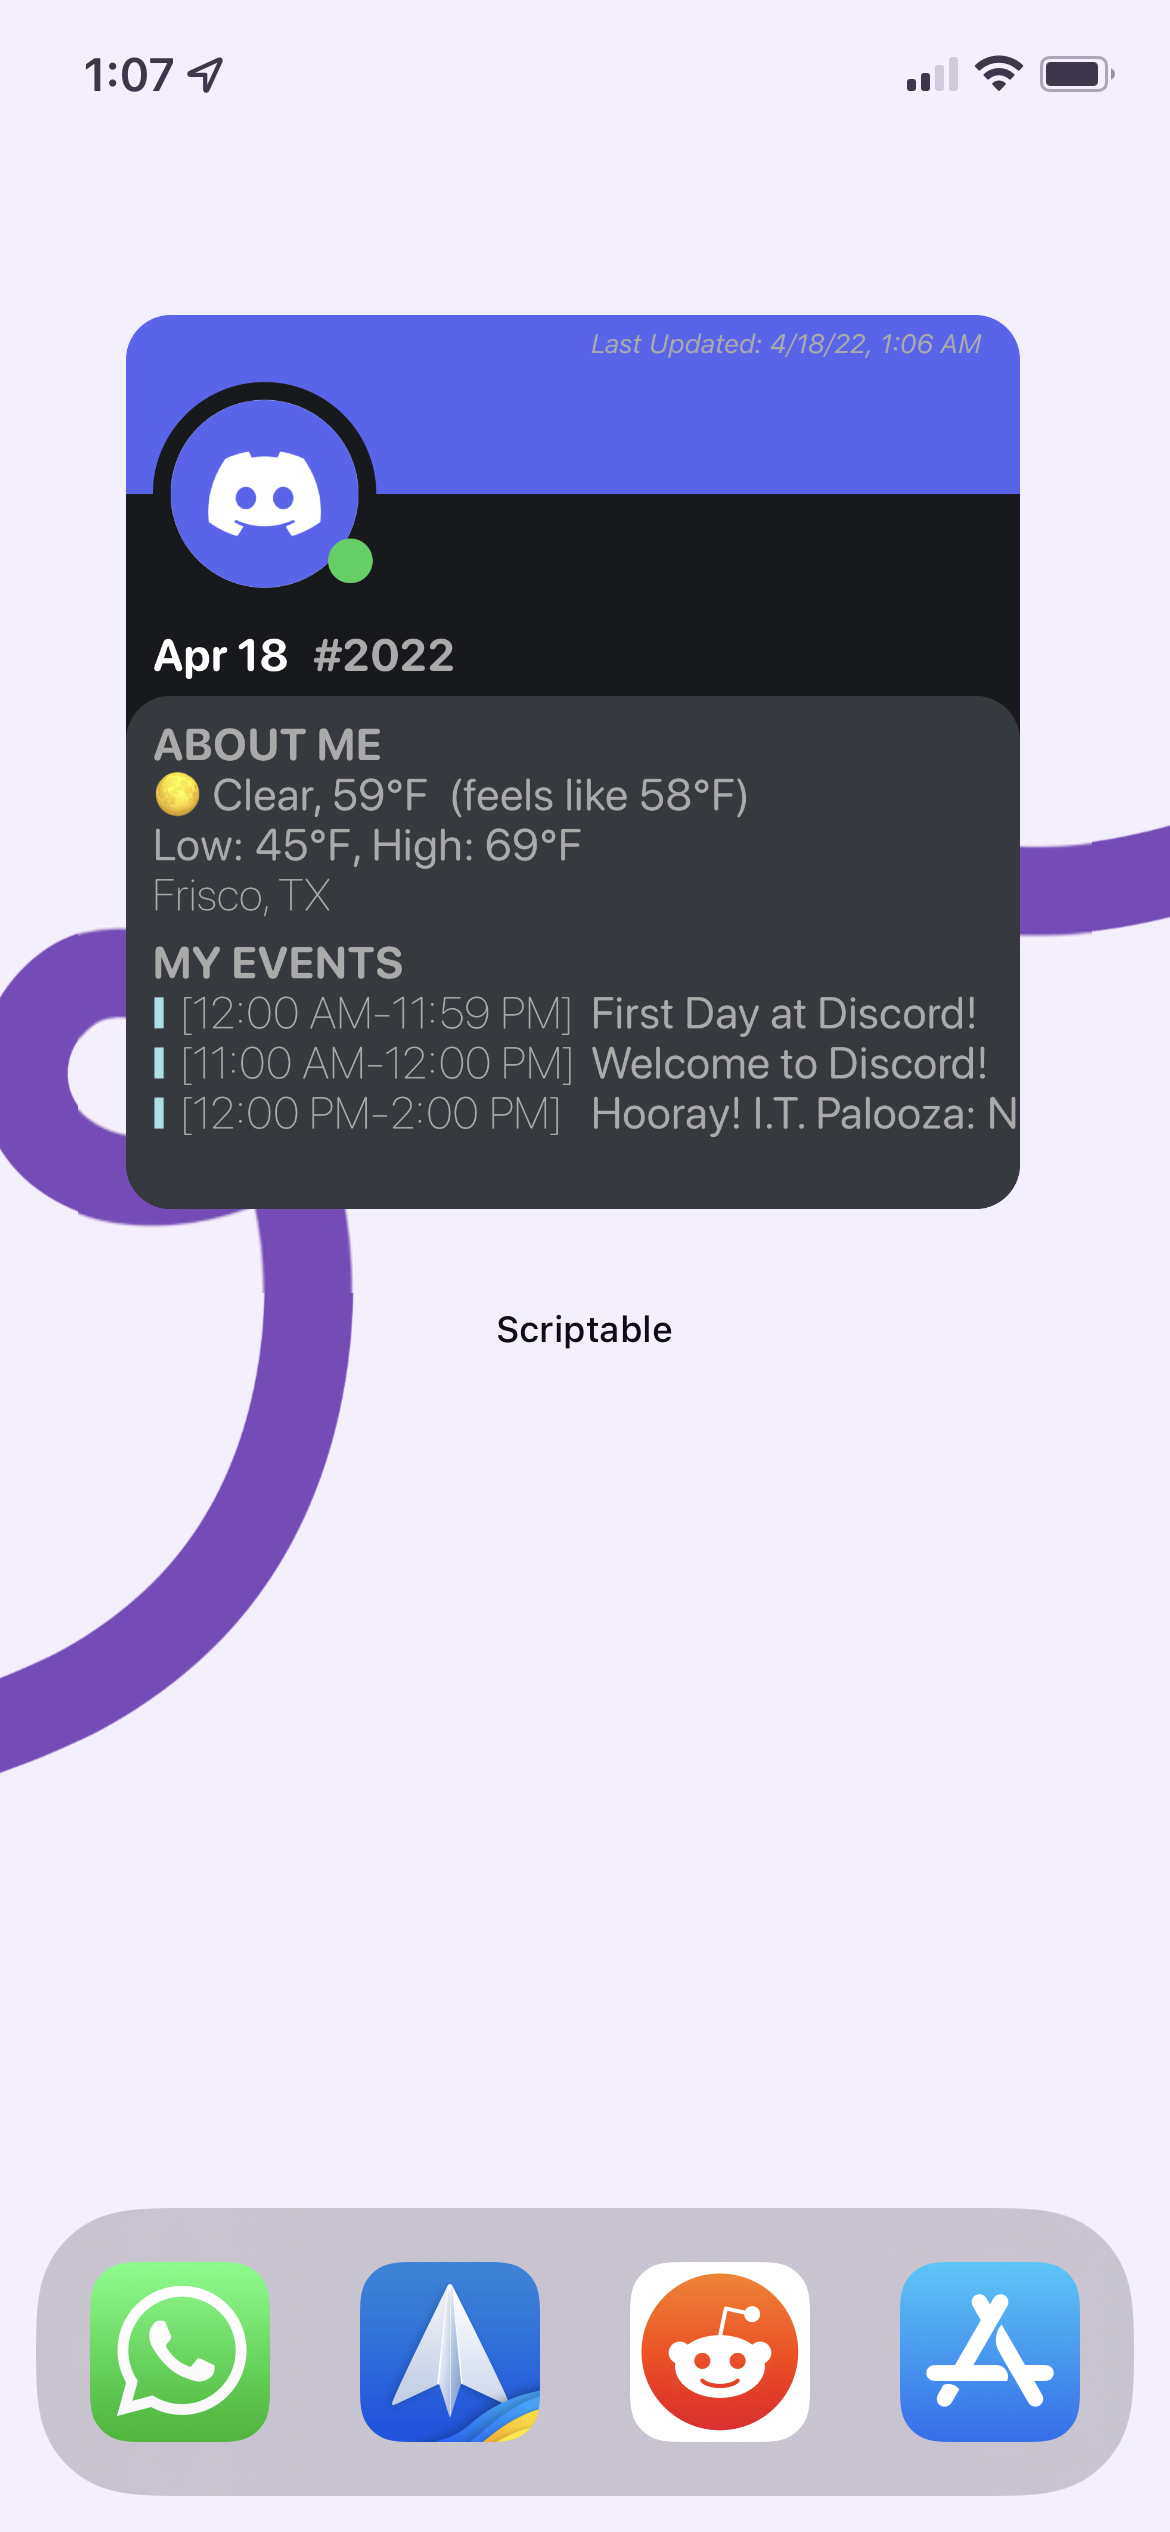 1:07
Last Updated: 4/18/22, 1:06 AM
Apr 18 #2022
ABOUT ME
Clear, 59°F (feels like 58°F)
Low: 45°F, High: 69°F
Frisco, TX
MY EVENTS
[12:00 AM-11:59 PM] First Day at Discord!
[11:00 AM-12:00 PM] Welcome to Discord!
[12:00 PM-2:00 PM] Hooray! I.T. Palooza: N
Scriptable